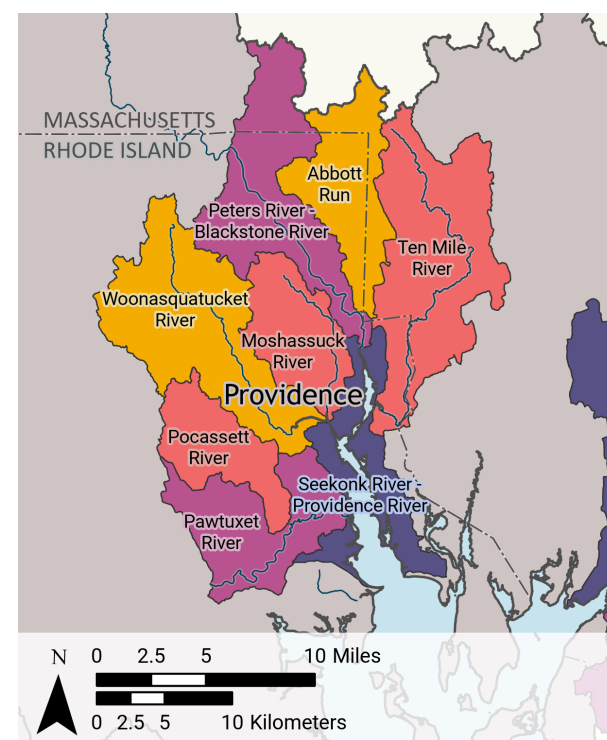 MASSACHUSETTS
RHODE ISLAND
Abbott
Run
Peters River -
Blackstone River
Ten Mile
River
Woonasquatucket
River
Moshassuck
River
Providence
Pocassett
River
Seekonk River -
Providence River
Pawtuxet
River
N 0 2.5 5 10 Miles
0 2.5 5 10 Kilometers